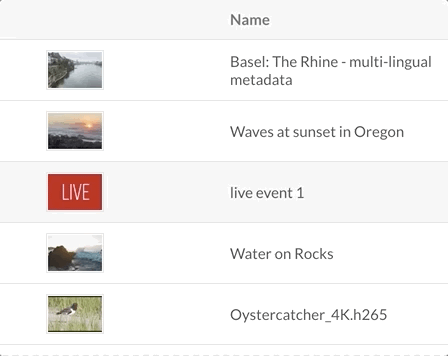 Name
Basel: The Rhine - multi-lingual
metadata
Waves at sunset in Oregon
LIVE
live event 1
Water on Rocks
Oystercatcher_4K.h265